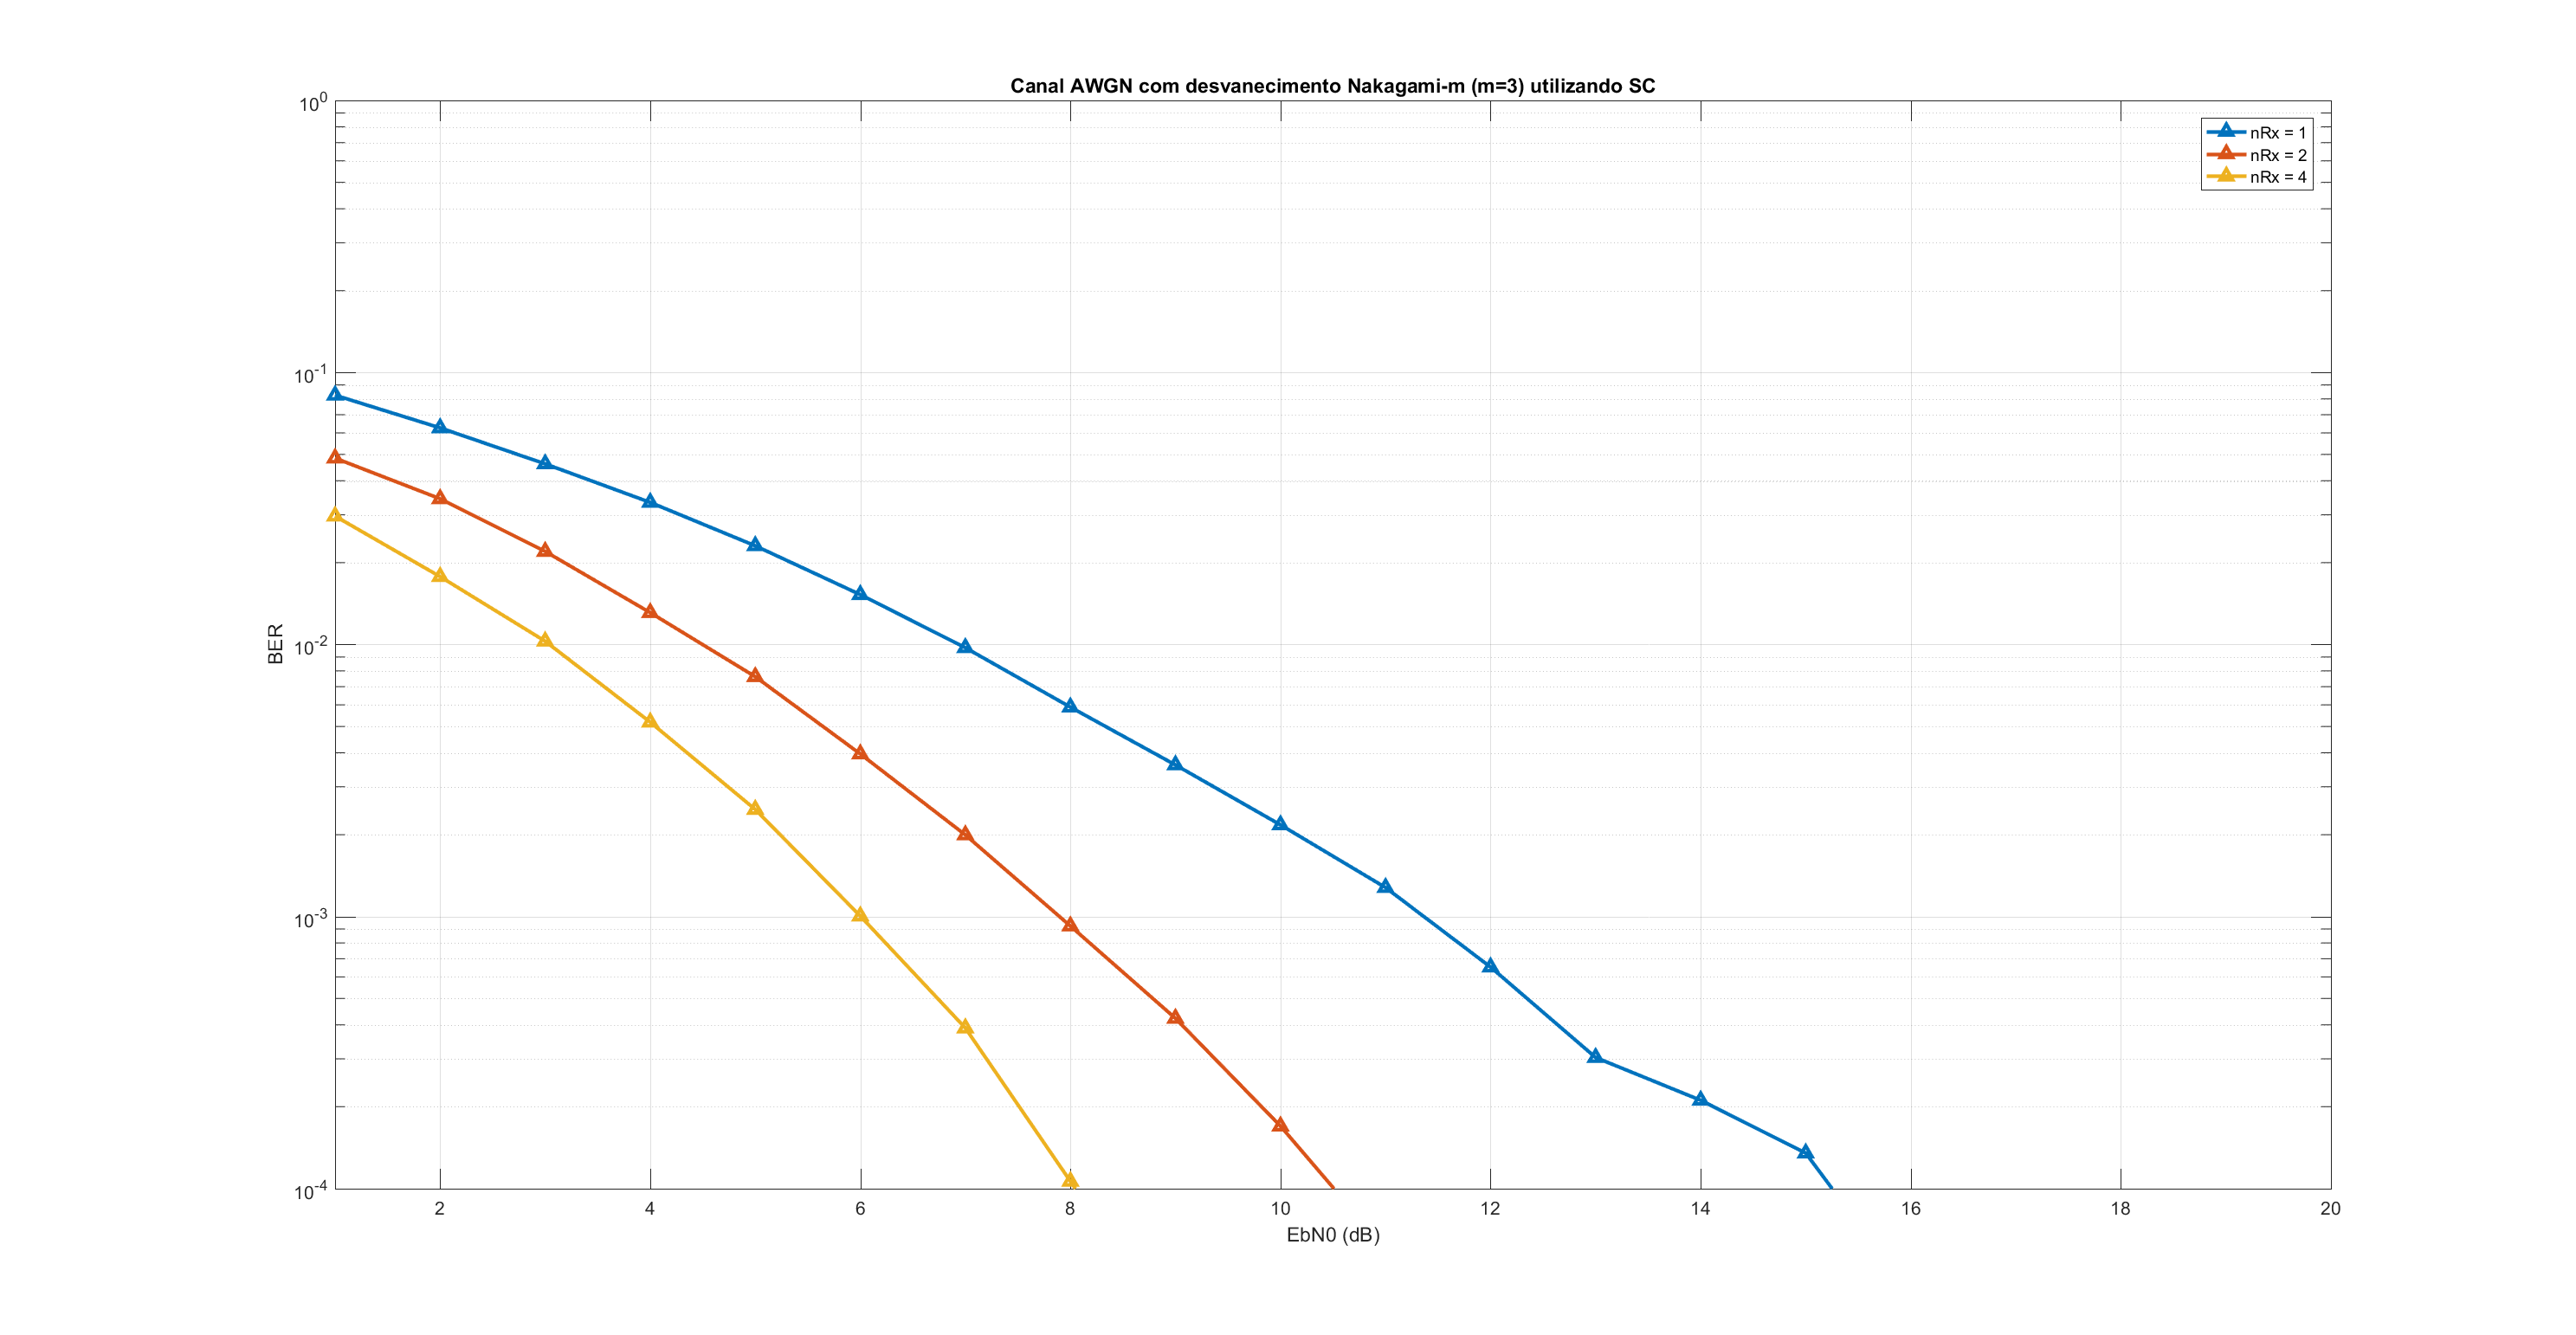 Canal AWGN com desvanecimento Nakagami-m (m=3) utilizando SC
10^0
10^-1
10^-2
10^-3
10^-4
BER
nRx = 1
nRx = 2
nRx = 4
2 4 6 8 10 12 14 16 18 20
EbN0 (dB)